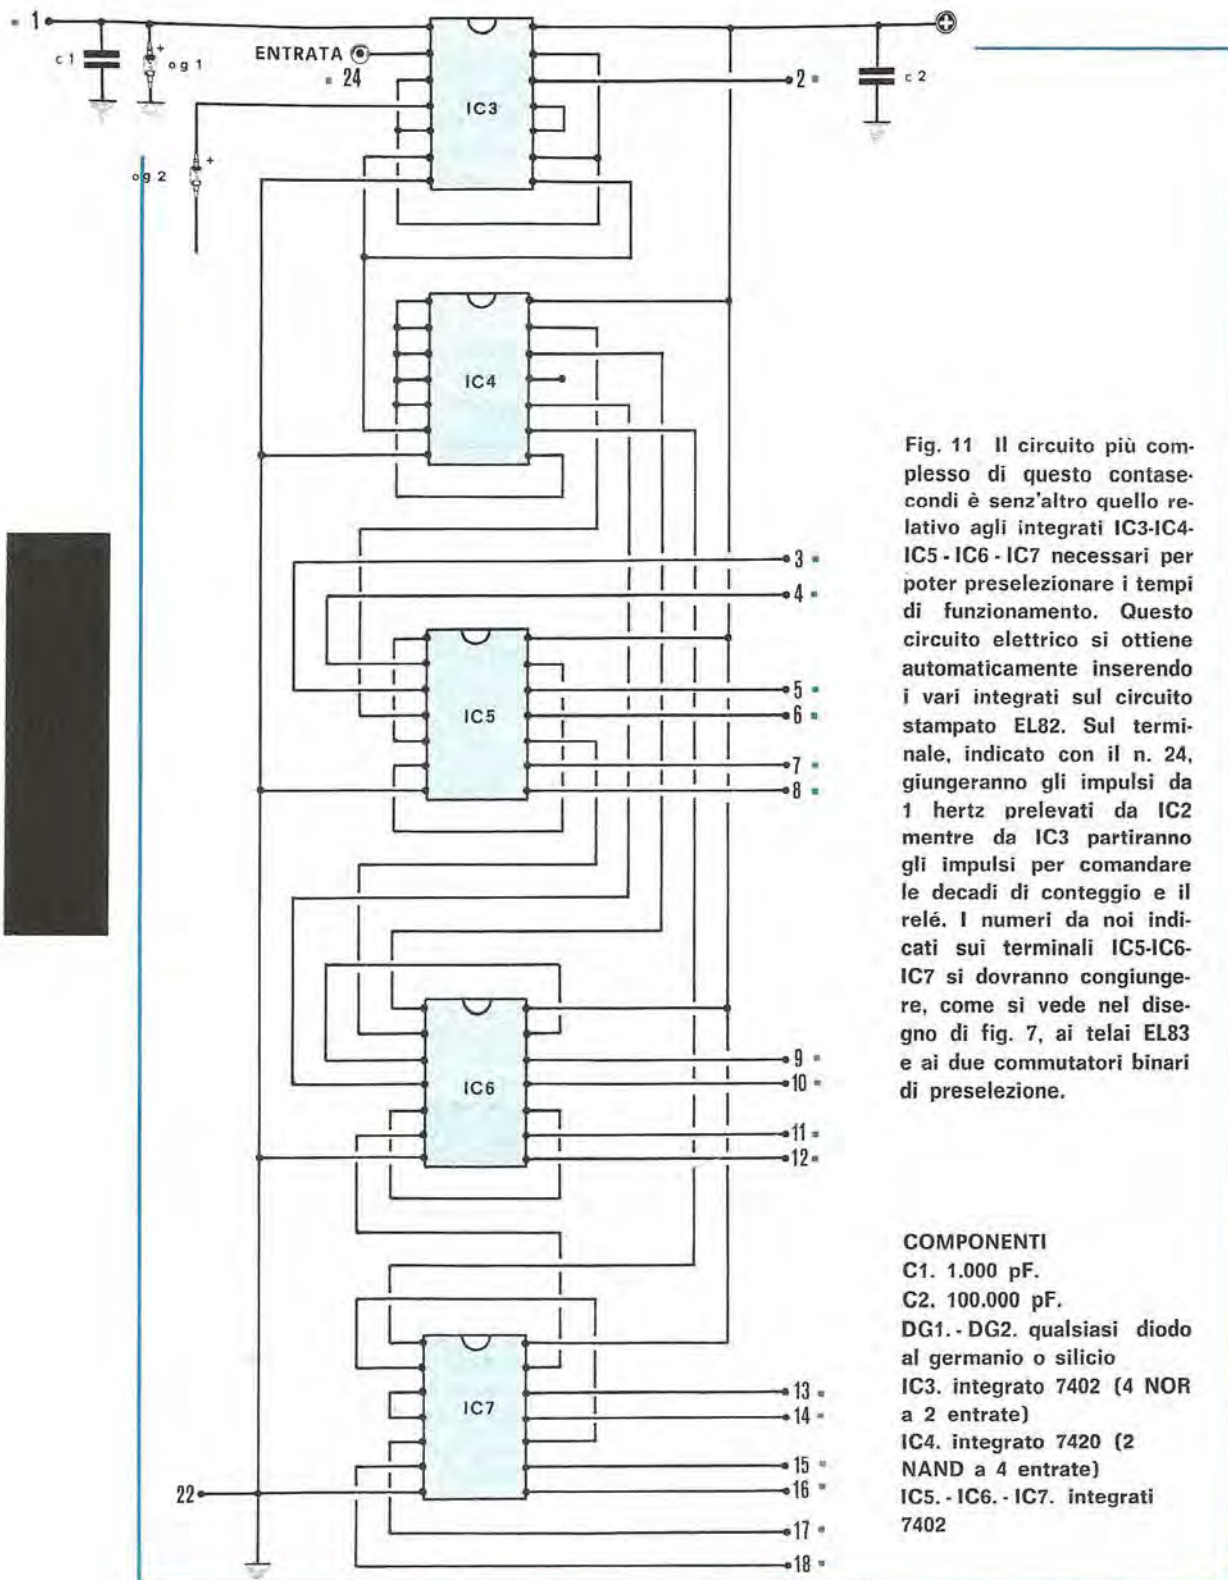 1
c 1
og 1
ENTRATA
24
+
IC3
2
c 2
og 2
+
IC4
3
4
IC5
5
6
7
8
IC6
9
10
11
12
IC7
13
14
15
16
22
17
18
Fig. 11 Il circuito più com-
plesso di questo contase-
condi è senz'altro quello re-
lativo agli integrati IC3-IC4-
IC5 - IC6 - IC7 necessari per
poter preselezionare i tempi
di funzionamento. Questo
circuito elettrico si ottiene
automaticamente inserendo
i vari integrati sul circuito
stampato EL82. Sul termi-
nale, indicato con il n. 24,
giungeranno gli impulsi da
1 hertz prelevati da IC2
mentre da IC3 partiranno
gli impulsi per comandare
le decadi di conteggio e il
relé. I numeri da noi indi-
cati sui terminali IC5-IC6-
IC7 si dovranno congiunge-
re, come si vede nel dise-
gno di fig. 7, ai telai EL83
e ai due commutatori binari
di preselezione.
COMPONENTI
C1. 1.000 pF.
C2. 100.000 pF.
DG1. - DG2. qualsiasi diodo
al germanio o silicio
IC3. integrato 7402 (4 NOR
a 2 entrate)
IC4. integrato 7420 (2
NAND a 4 entrate)
IC5. - IC6. - IC7. integrati
7402